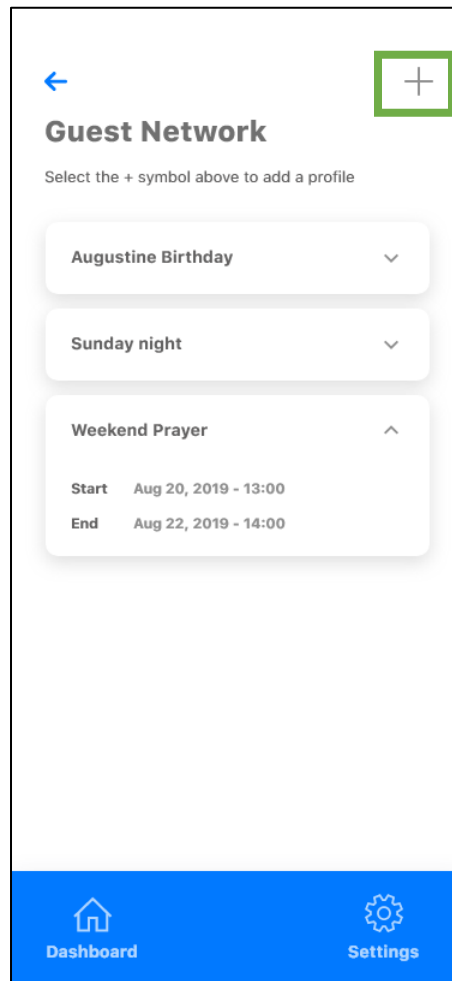 Guest Network
Select the + symbol above to add a profile
Augustine Birthday
Sunday night
Weekend Prayer
Start Aug 20, 2019 - 13:00
End Aug 22, 2019 - 14:00
Dashboard Settings